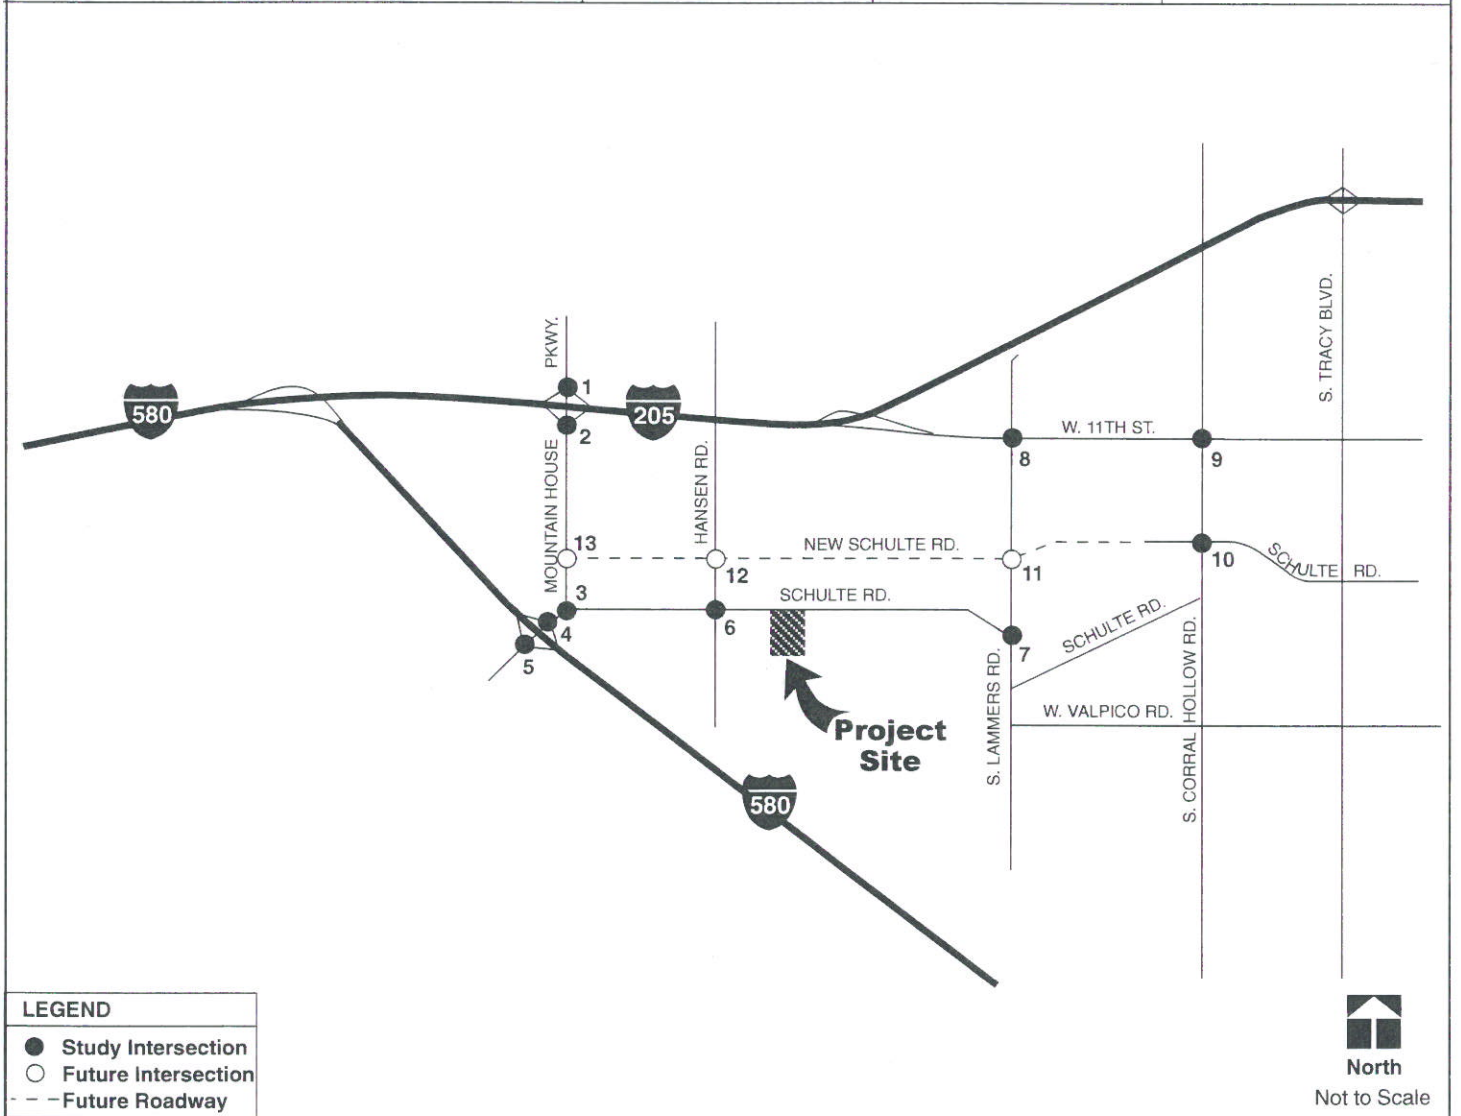 PKWY.
1
580
205
S. TRACY BLVD.
2
W. 11TH ST.
8
9
MOUNTAIN HOUSE
HANSEN RD.
13
NEW SCHULTE RD.
12
11
10
SCHULTE RD.
3
SCHULTE RD.
4
6
5
7
SCHULTE RD.
S. LAMMERS RD.
S. CORRAL HOLLOW RD.
W. VALPICO RD.
Project
Site
580
LEGEND
Study Intersection
Future Intersection
Future Roadway
North
Not to Scale